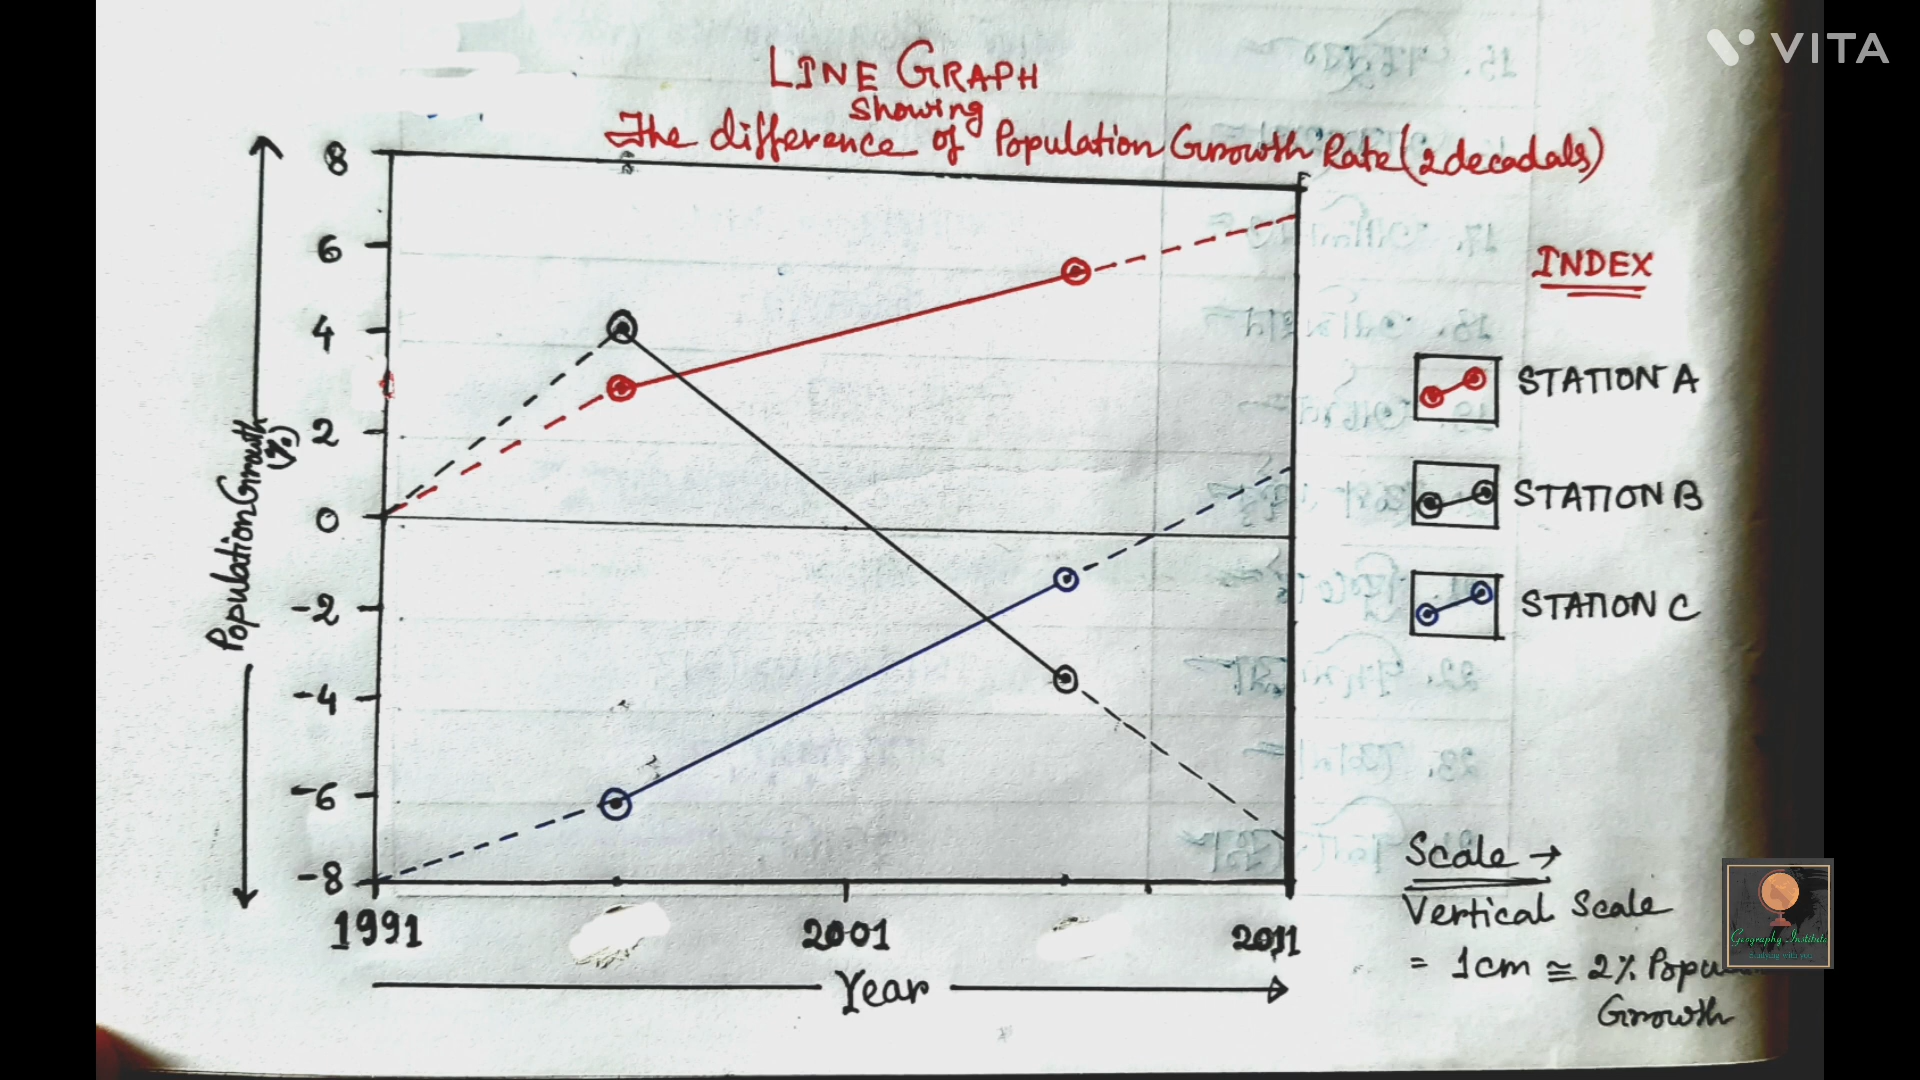 VITA
LINE GRAPH
Showing
The difference of Population Growth Rate (2 decadals)
8
6
4
2
0
-2
-4
-6
-8
Population Growth
(%)
1991 2001 2011
Year
INDEX
STATION A
STATION B
STATION C
Scale →
Vertical Scale
= 1cm ≅ 2%
Growth
Geography Institute